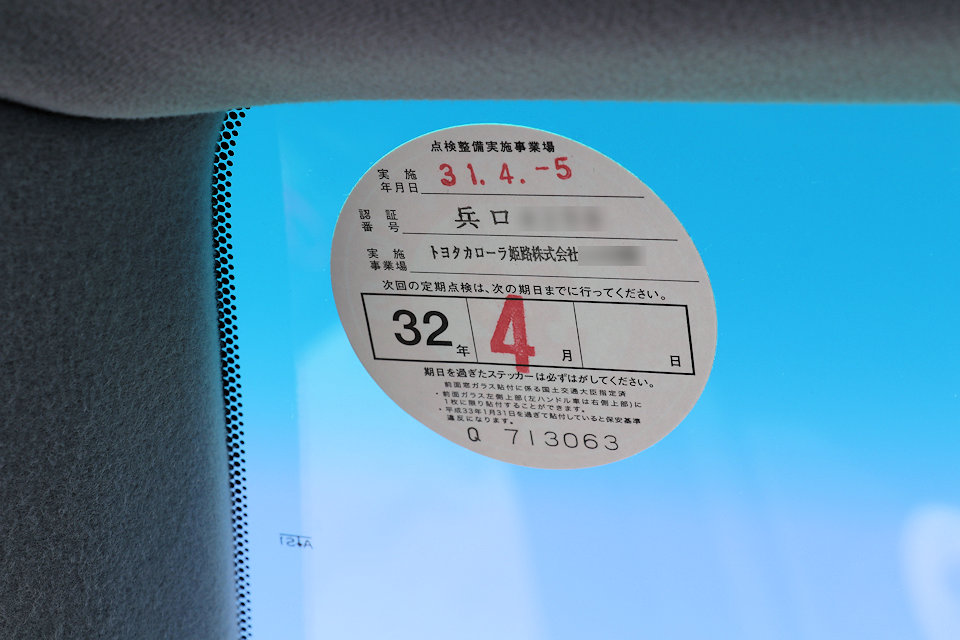 点検整備実施事業場
実施年月日 31.4.-5
認証番号 兵口
実施事業場 トヨタカローラ姫路株式会社
次回の定期点検は、次の期日までに行ってください。
32年 4月 日
期日を過ぎたステッカーは必ずはがしてください。
前面窓ガラス貼付に係る国土交通大臣指定済
・前面ガラス左側上部(左ハンドル車は右側上部)に
1枚に限り貼付することができます。
・平成33年1月31日を過ぎて貼付していると保安基準
違反になります。
Q 713063